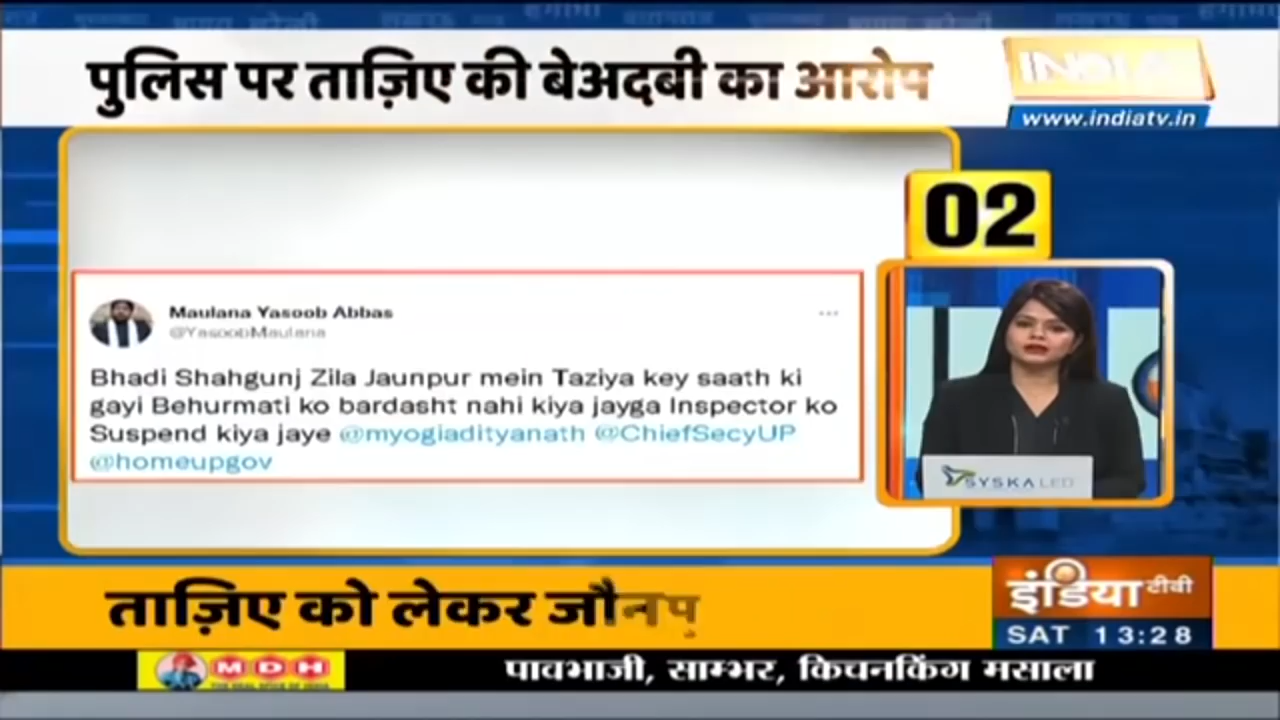 पुलिस पर ताज़िए की बेअदबी का आरोप
INDIA
www.indiatv.in
02
Maulana Yasoob Abbas
@YasoobMaulana
Bhadi Shahgunj Zila Jaunpur mein Taziya key saath ki
gayi Behurmati ko bardasht nahi kiya jayga Inspector ko
Suspend kiya jaye @myogiadityanath @ChiefSecyUP
@homeupgov
SYSKA LED
ताज़िए को लेकर जौनपु
इंडिया टीवी
SAT 13:28
MDH
पावभाजी, साम्भर, किचनकिंग मसाला